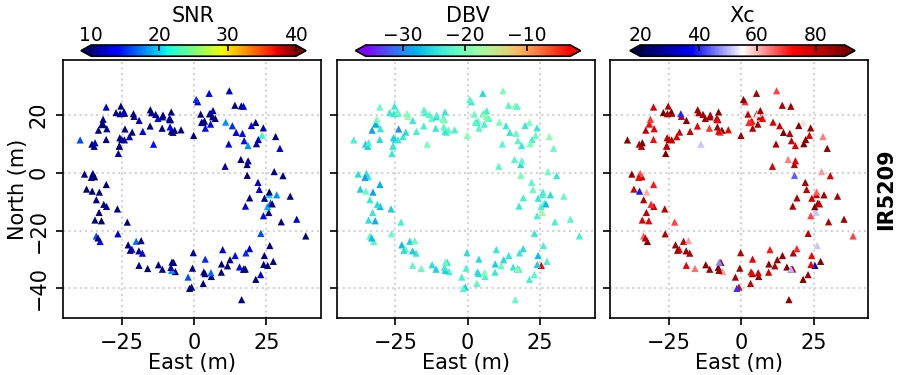 SNR DBV Xc
10 20 30 40 −30 −20 −10 20 40 60 80
20
0
−20
−40
North (m)
−25 0 25 −25 0 25 −25 0 25
East (m) East (m) East (m)
IR5209